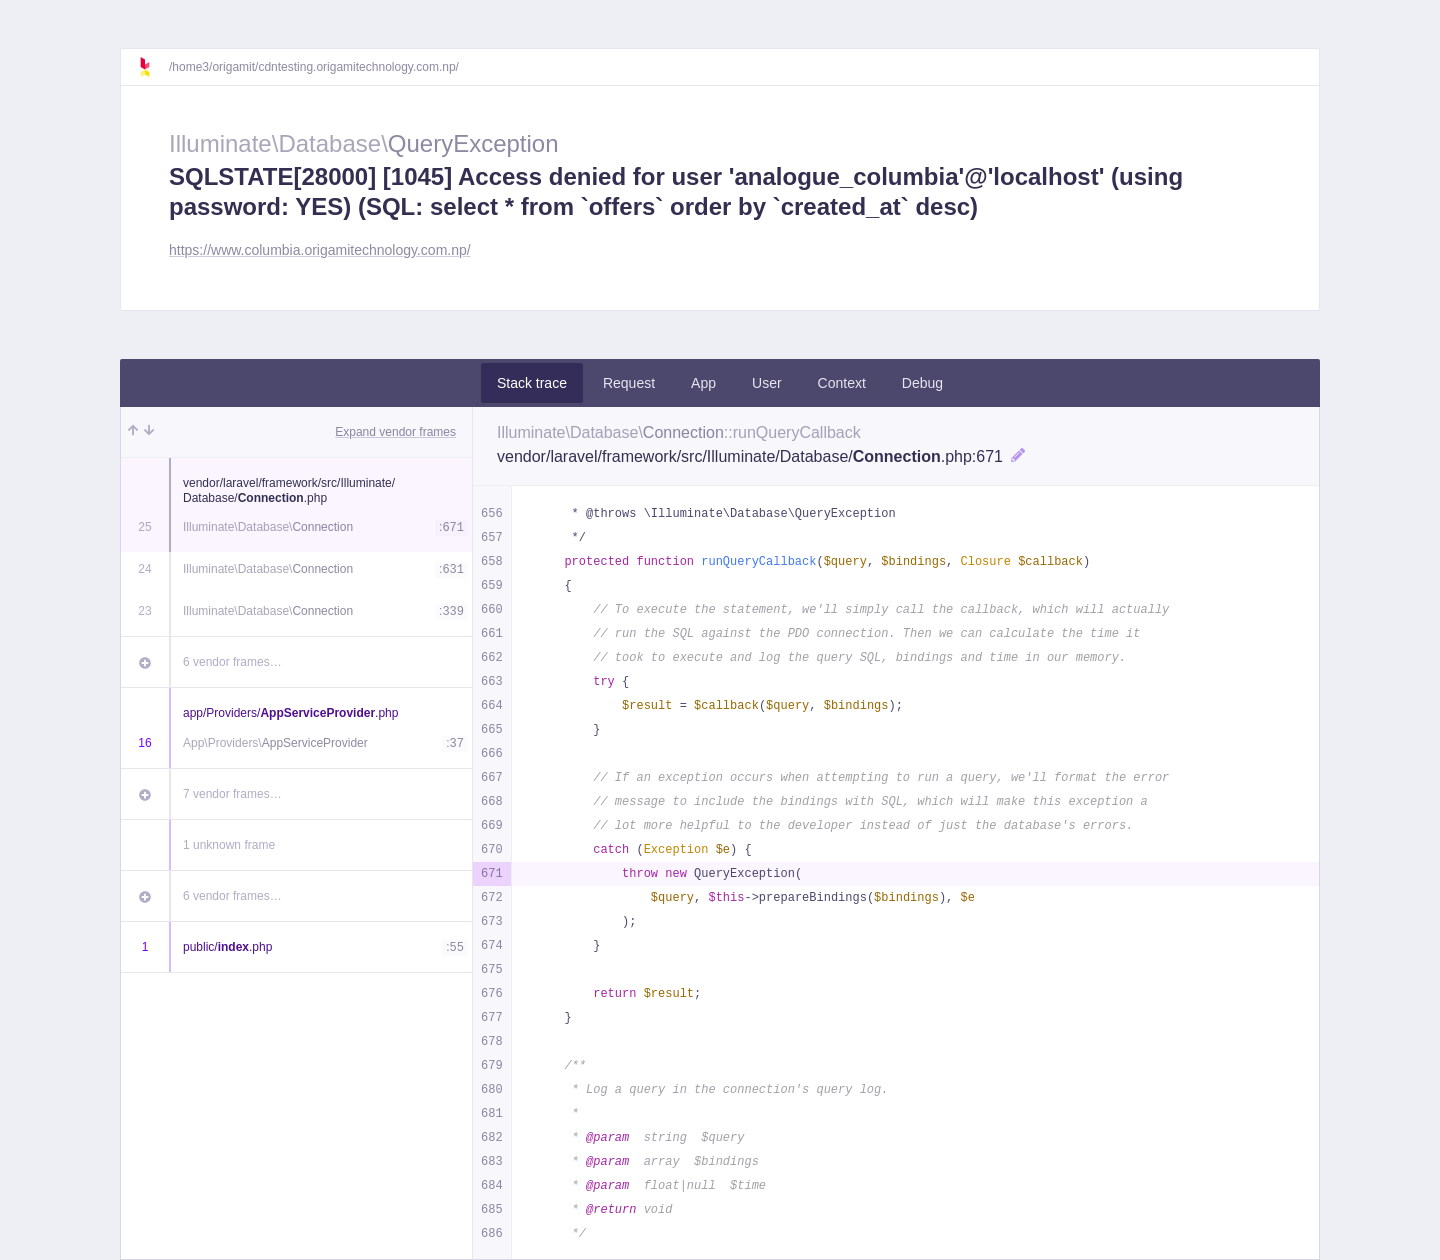 /home3/origamit/cdntesting.origamitechnology.com.np/
Illuminate\Database\QueryException
SQLSTATE[28000] [1045] Access denied for user 'analogue_columbia'@'localhost' (using
password: YES) (SQL: select * from `offers` order by `created_at` desc)
https://www.columbia.origamitechnology.com.np/
Stack trace Request App User Context Debug
Expand vendor frames
vendor/laravel/framework/src/Illuminate/
Database/Connection.php
25 Illuminate\Database\Connection :671
24 Illuminate\Database\Connection :631
23 Illuminate\Database\Connection :339
6 vendor frames…
app/Providers/AppServiceProvider.php
16 App\Providers\AppServiceProvider :37
7 vendor frames…
1 unknown frame
6 vendor frames…
1 public/index.php :55
Illuminate\Database\Connection::runQueryCallback
vendor/laravel/framework/src/Illuminate/Database/Connection.php:671
656      * @throws \Illuminate\Database\QueryException
657      */
658     protected function runQueryCallback($query, $bindings, Closure $callback)
659     {
660         // To execute the statement, we'll simply call the callback, which will actually
661         // run the SQL against the PDO connection. Then we can calculate the time it
662         // took to execute and log the query SQL, bindings and time in our memory.
663         try {
664             $result = $callback($query, $bindings);
665         }
666
667         // If an exception occurs when attempting to run a query, we'll format the error
668         // message to include the bindings with SQL, which will make this exception a
669         // lot more helpful to the developer instead of just the database's errors.
670         catch (Exception $e) {
671             throw new QueryException(
672                 $query, $this->prepareBindings($bindings), $e
673             );
674         }
675
676         return $result;
677     }
678
679     /**
680      * Log a query in the connection's query log.
681      *
682      * @param  string  $query
683      * @param  array  $bindings
684      * @param  float|null  $time
685      * @return void
686      */